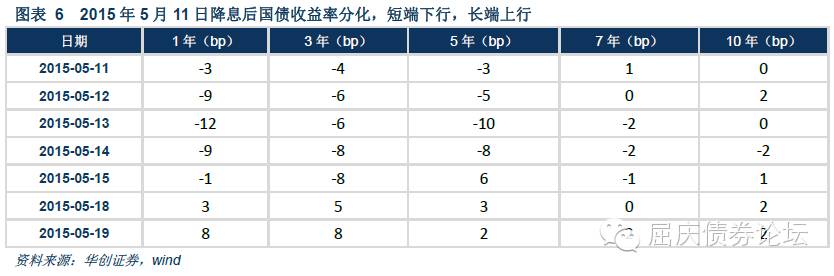 图表 6 2015 年 5 月 11 日降息后国债收益率分化，短端下行，长端上行
日期 1 年（bp） 3 年（bp） 5 年（bp） 7 年（bp） 10 年（bp）
2015-05-11 -3 -4 -3 1 0
2015-05-12 -9 -6 -5 0 2
2015-05-13 -12 -6 -10 -2 0
2015-05-14 -9 -8 -8 -2 -2
2015-05-15 -1 -8 6 -1 1
2015-05-18 3 5 3 0 2
2015-05-19 8 8 2
屈庆债券论坛
资料来源：华创证券，wind